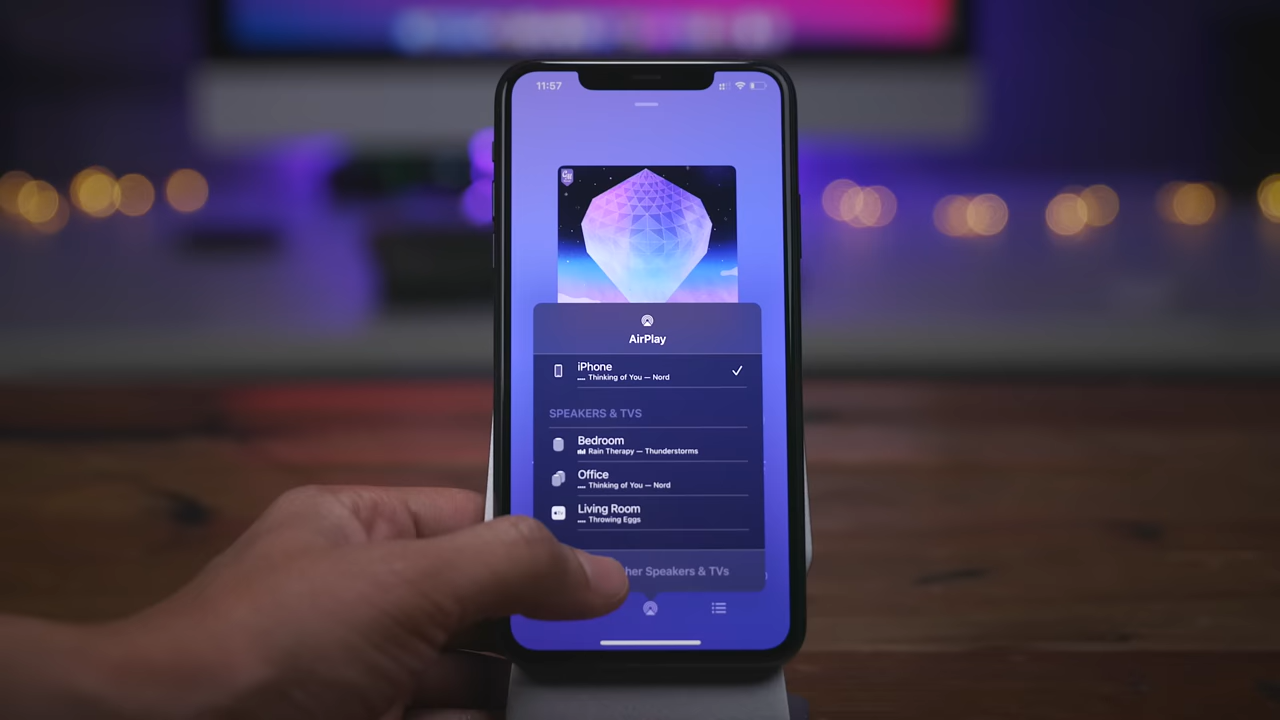 11:57
AirPlay
iPhone
Thinking of You — Nord
SPEAKERS & TVS
Bedroom
Rain Therapy — Thunderstorms
Office
Thinking of You — Nord
Living Room
Throwing Eggs
Speakers & TVs